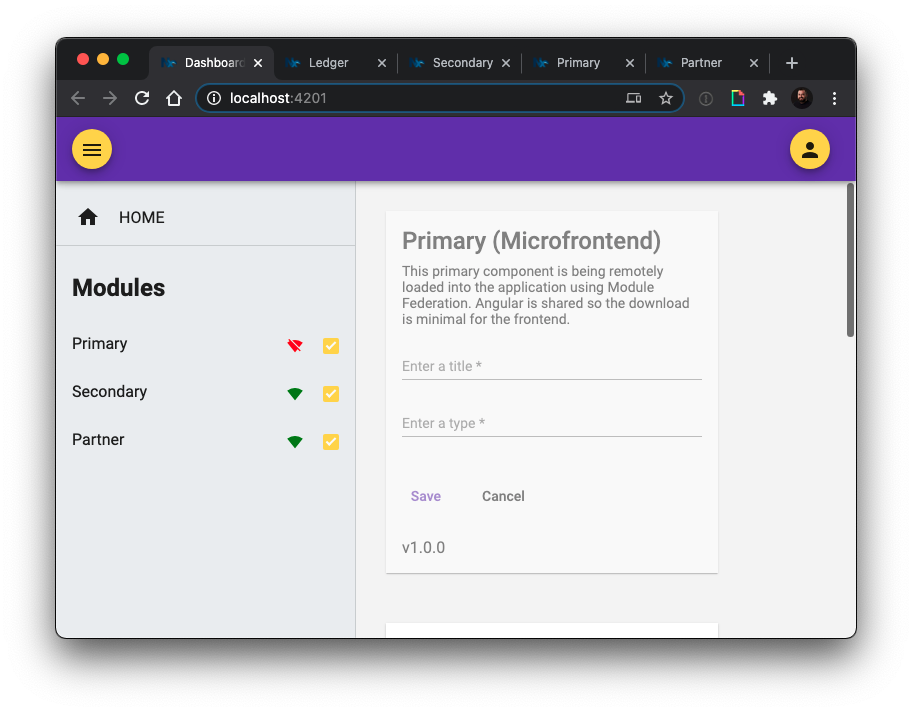 Dashboard
Ledger
Secondary
Primary
Partner
localhost:4201
HOME
Modules
Primary
Secondary
Partner
Primary (Microfrontend)
This primary component is being remotely
loaded into the application using Module
Federation. Angular is shared so the download
is minimal for the frontend.
Enter a title *
Enter a type *
Save Cancel
v1.0.0